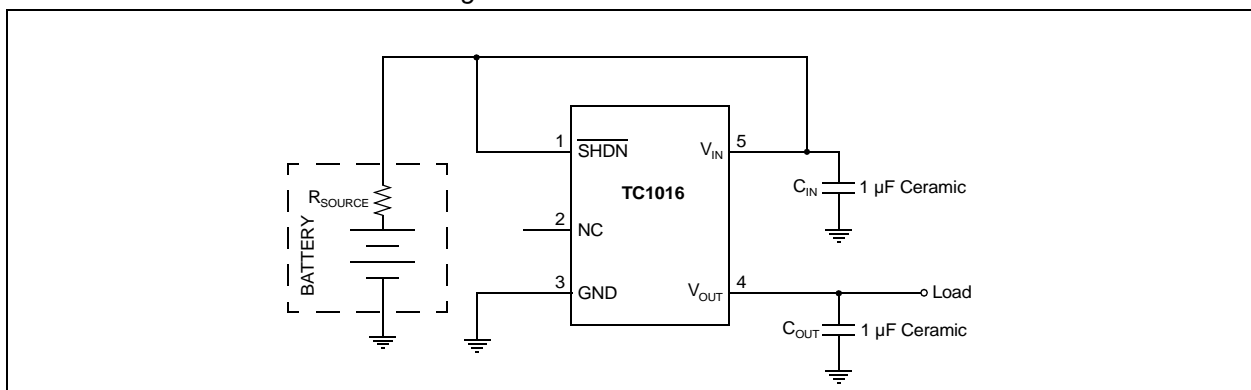 BATTERY
R_SOURCE
1
SHDN
2
NC
3
GND
TC1016
V_IN
5
V_OUT
4
C_IN
1 µF Ceramic
Load
C_OUT
1 µF Ceramic